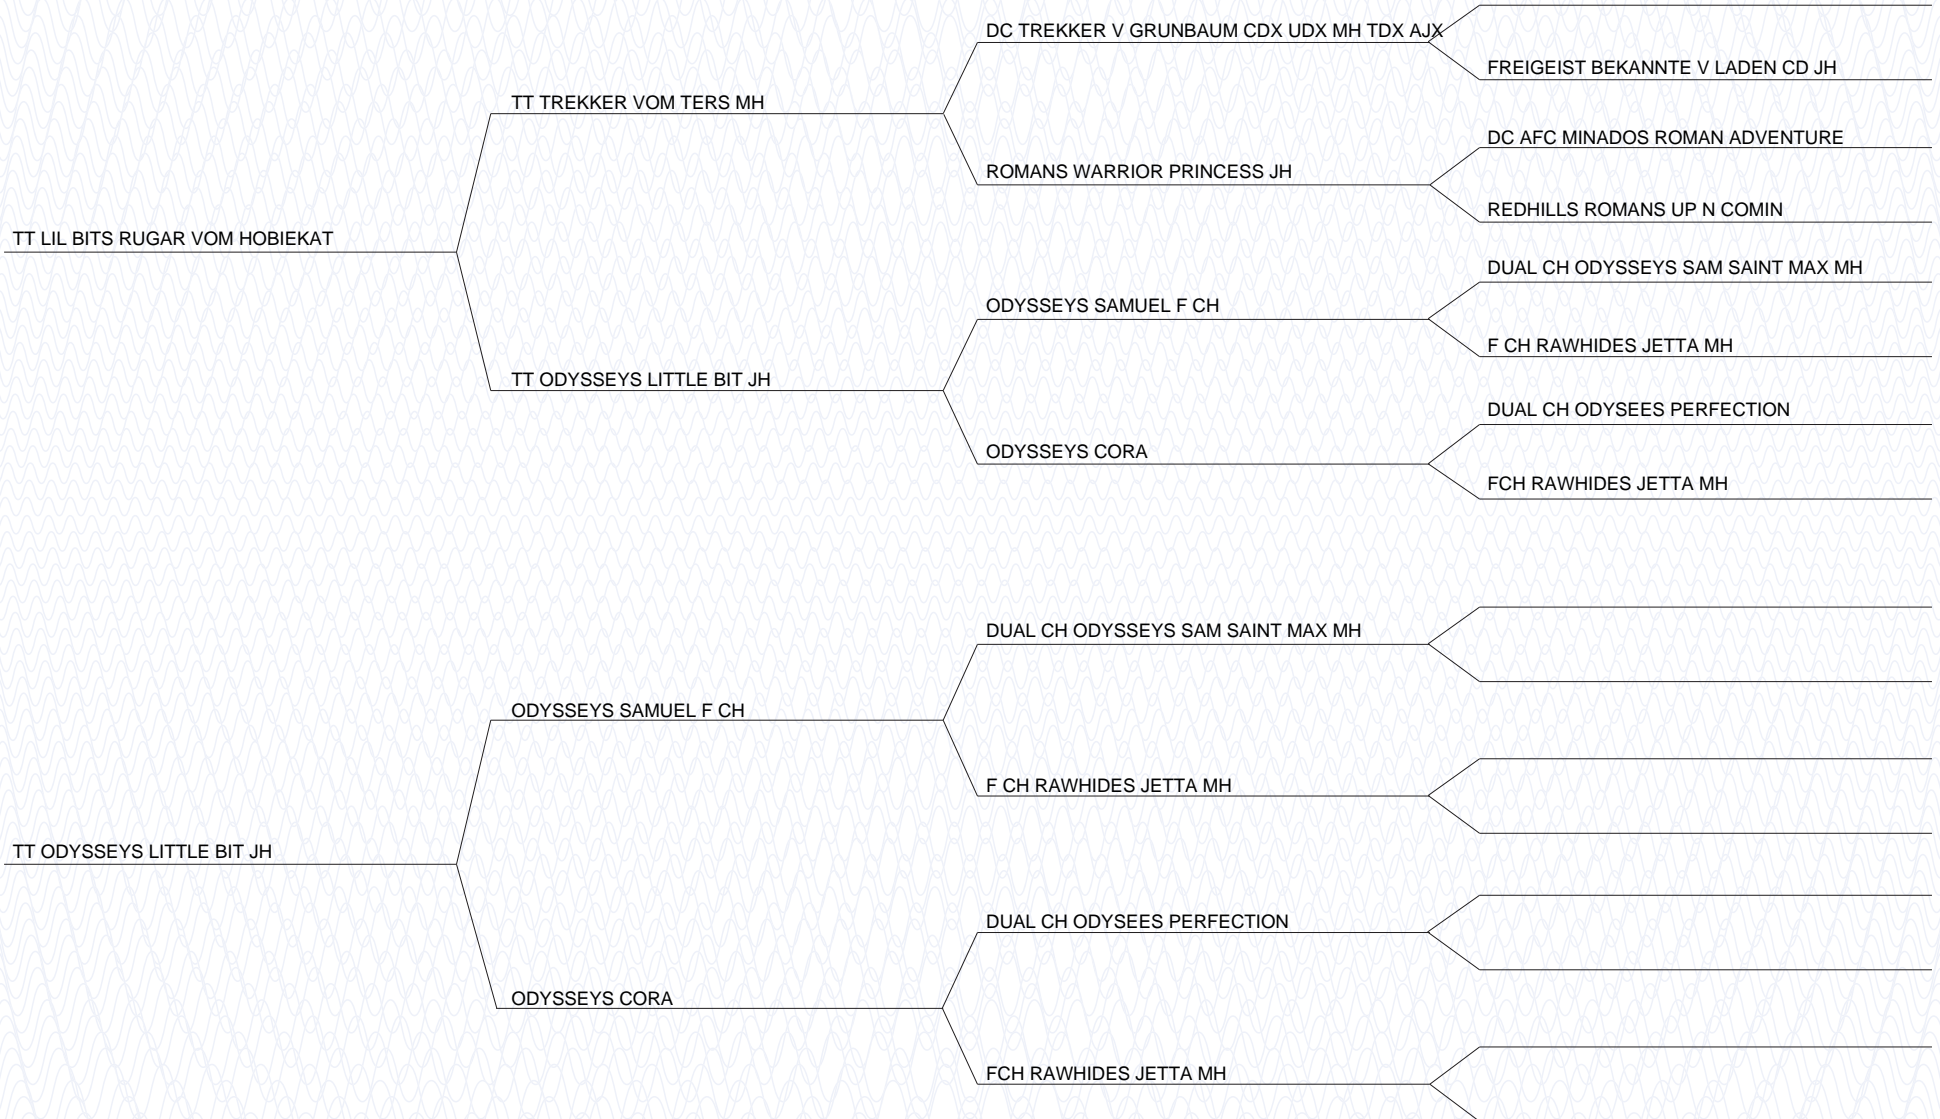 DC TREKKER V GRUNBAUM CDX UDX MH TDX AJX
FREIGEIST BEKANNTE V LADEN CD JH
TT TREKKER VOM TERS MH
DC AFC MINADOS ROMAN ADVENTURE
ROMANS WARRIOR PRINCESS JH
REDHILLS ROMANS UP N COMIN
TT LIL BITS RUGAR VOM HOBIEKAT
DUAL CH ODYSSEYS SAM SAINT MAX MH
ODYSSEYS SAMUEL F CH
F CH RAWHIDES JETTA MH
TT ODYSSEYS LITTLE BIT JH
DUAL CH ODYSEES PERFECTION
ODYSSEYS CORA
FCH RAWHIDES JETTA MH
DUAL CH ODYSSEYS SAM SAINT MAX MH
ODYSSEYS SAMUEL F CH
F CH RAWHIDES JETTA MH
TT ODYSSEYS LITTLE BIT JH
DUAL CH ODYSEES PERFECTION
ODYSSEYS CORA
FCH RAWHIDES JETTA MH